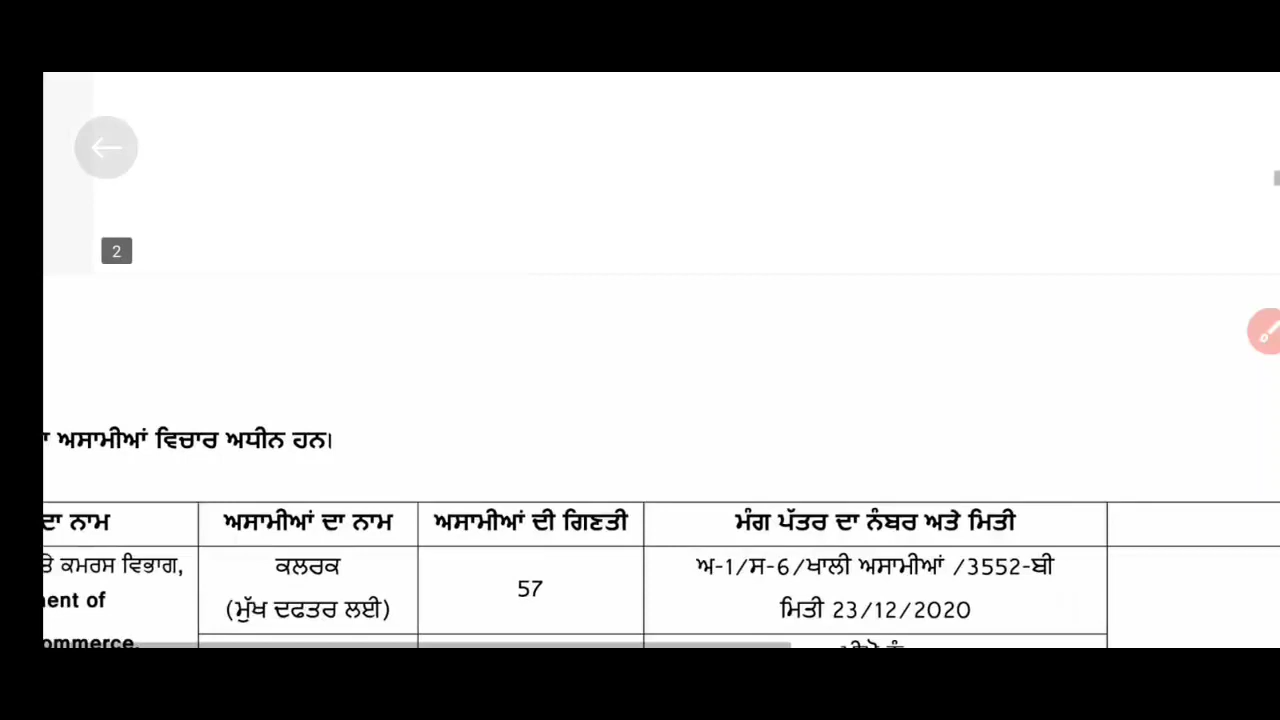 2
ਅਸਾਮੀਆਂ ਵਿਚਾਰ ਅਧੀਨ ਹਨ।
ਦਾ ਨਾਮ
ਅਸਾਮੀਆਂ ਦਾ ਨਾਮ
ਅਸਾਮੀਆਂ ਦੀ ਗਿਣਤੀ
ਮੰਗ ਪੱਤਰ ਦਾ ਨੰਬਰ ਅਤੇ ਮਿਤੀ
ਕਮਰਸ ਵਿਭਾਗ,
ment of
ommerce,
ਕਲਰਕ
(ਮੁੱਖ ਦਫਤਰ ਲਈ)
57
ਅ-1/ਸ-6/ਖਾਲੀ ਅਸਾਮੀਆਂ /3552-ਬੀ
ਮਿਤੀ 23/12/2020